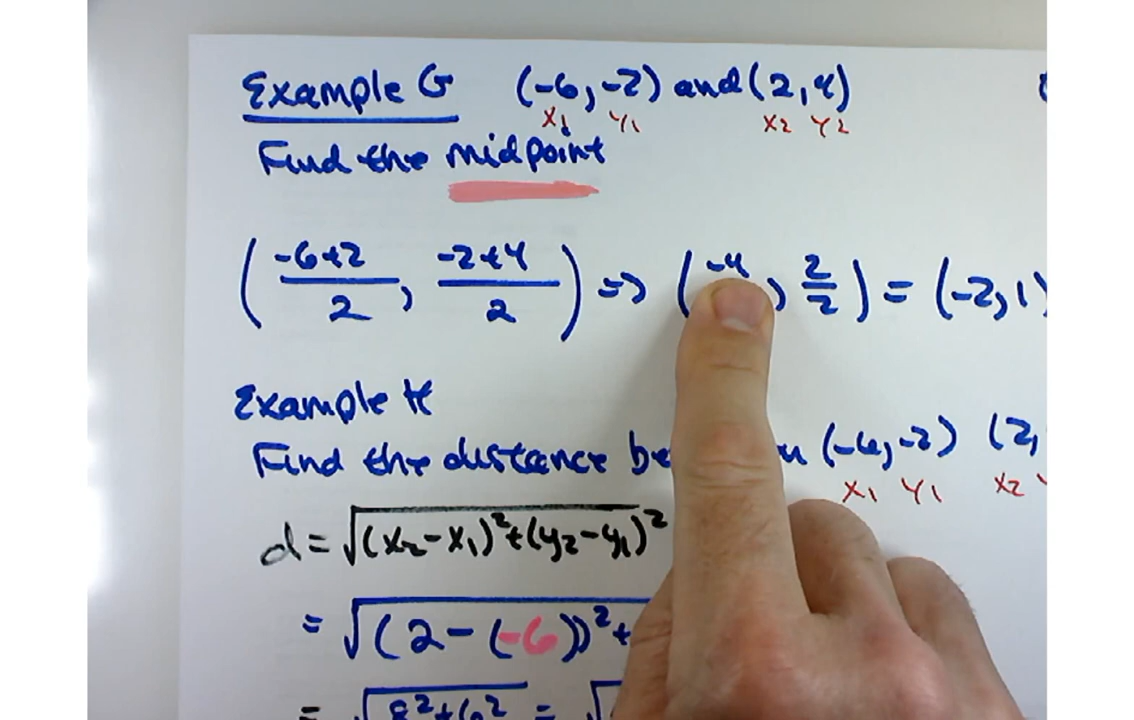 Example G (-6, -2) and (2, 4)
x1 y1 x2 y2
Find the midpoint
(-6+2/2, -2+4/2) => (-4, 2/2) = (-2, 1)
Example H
Find the distance (-6, -2) (2,
x1 y1 x2
d = √(x2-x1)²+(y2-y1)²
= √(2-(-6))²+
= √8²+6² = √